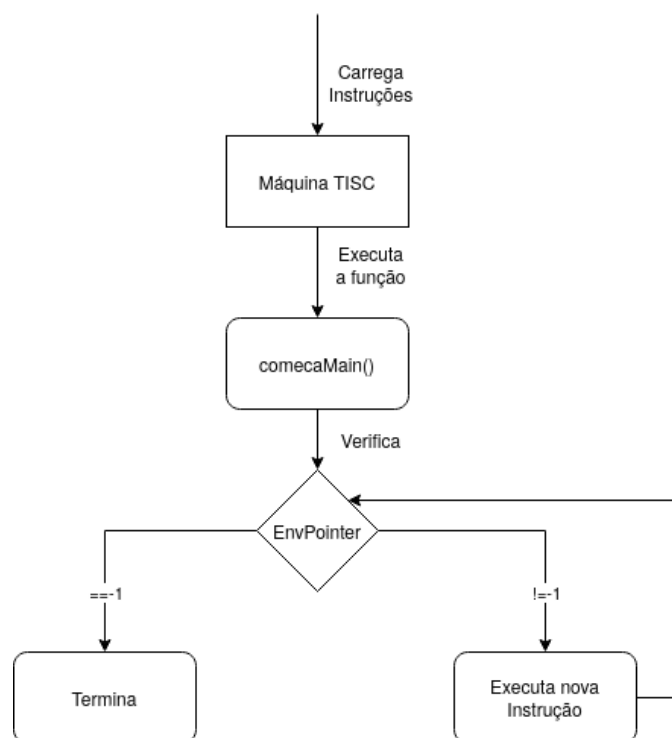 Carrega
Instruções
Máquina TISC
Executa
a função
comecaMain()
Verifica
EnvPointer
==-1
!=-1
Termina
Executa nova
Instrução